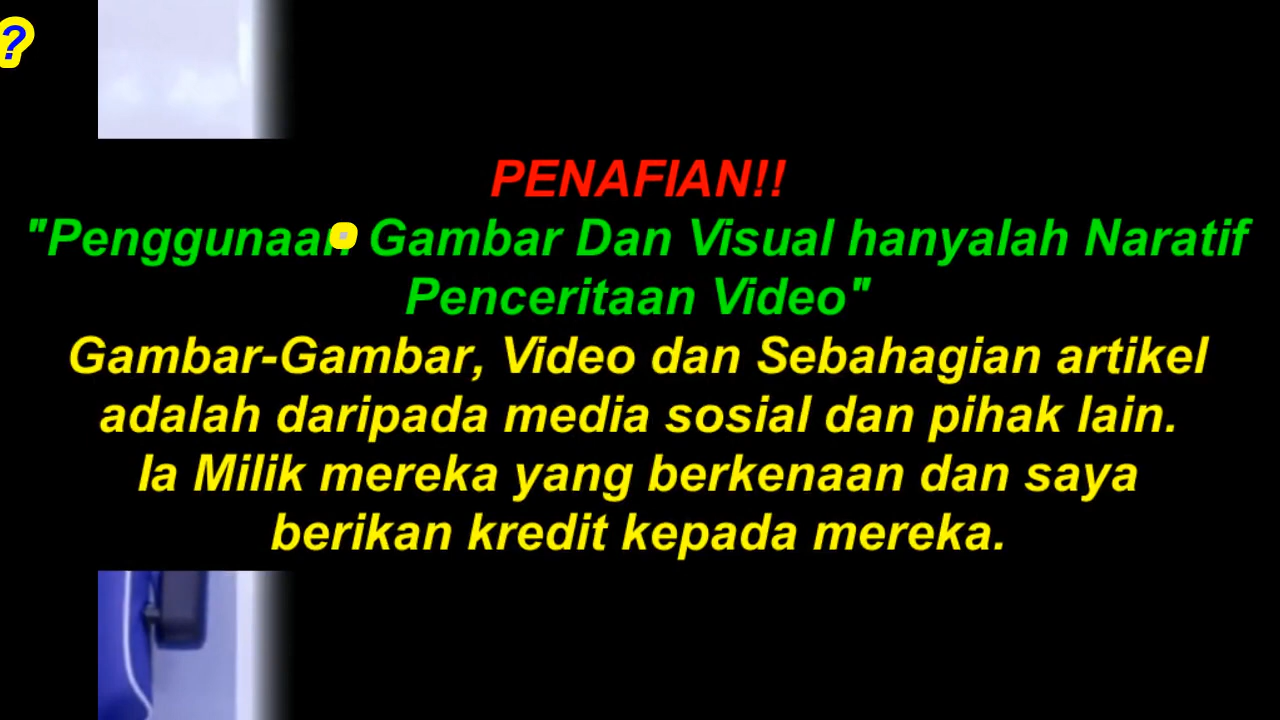 ?
PENAFIAN!!
"Penggunaan Gambar Dan Visual hanyalah Naratif
Penceritaan Video"
Gambar-Gambar, Video dan Sebahagian artikel
adalah daripada media sosial dan pihak lain.
Ia Milik mereka yang berkenaan dan saya
berikan kredit kepada mereka.